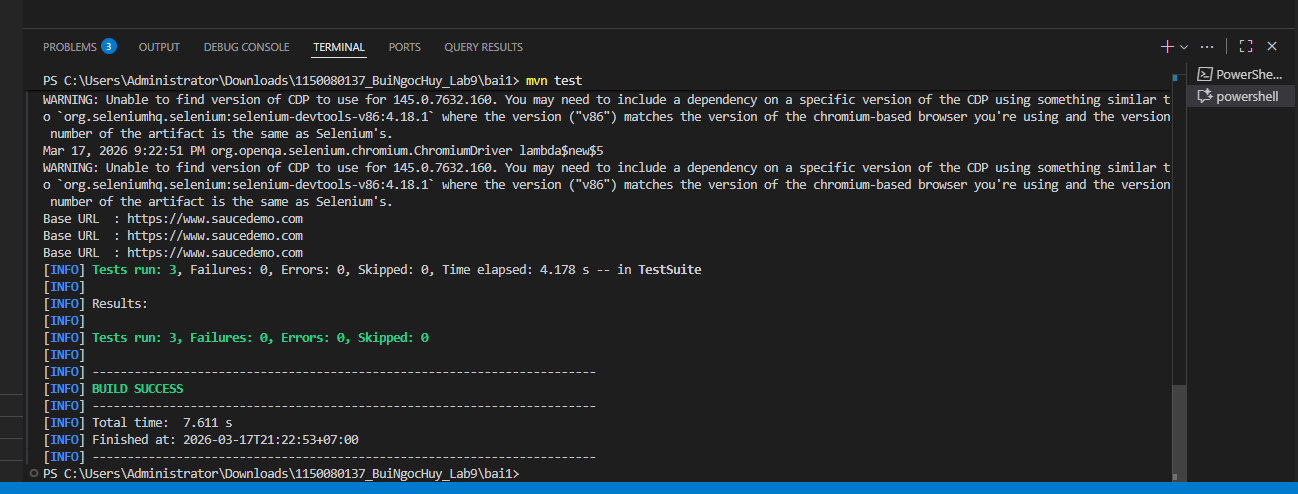 PROBLEMS 3 OUTPUT DEBUG CONSOLE TERMINAL PORTS QUERY RESULTS
PS C:\Users\Administrator\Downloads\1150080137_BuiNgocHuy_Lab9\bai1> mvn test
WARNING: Unable to find version of CDP to use for 145.0.7632.160. You may need to include a dependency on a specific version of the CDP using something similar t
o `org.seleniumhq.selenium:selenium-devtools-v86:4.18.1` where the version ("v86") matches the version of the chromium-based browser you're using and the version
 number of the artifact is the same as Selenium's.
Mar 17, 2026 9:22:51 PM org.openqa.selenium.chromium.ChromiumDriver lambda$new$5
WARNING: Unable to find version of CDP to use for 145.0.7632.160. You may need to include a dependency on a specific version of the CDP using something similar t
o `org.seleniumhq.selenium:selenium-devtools-v86:4.18.1` where the version ("v86") matches the version of the chromium-based browser you're using and the version
 number of the artifact is the same as Selenium's.
Base URL  : https://www.saucedemo.com
Base URL  : https://www.saucedemo.com
Base URL  : https://www.saucedemo.com
[INFO] Tests run: 3, Failures: 0, Errors: 0, Skipped: 0, Time elapsed: 4.178 s -- in TestSuite
[INFO]
[INFO] Results:
[INFO]
[INFO] Tests run: 3, Failures: 0, Errors: 0, Skipped: 0
[INFO]
[INFO] ------------------------------------------------------------------------
[INFO] BUILD SUCCESS
[INFO] ------------------------------------------------------------------------
[INFO] Total time:  7.611 s
[INFO] Finished at: 2026-03-17T21:22:53+07:00
[INFO] ------------------------------------------------------------------------
PS C:\Users\Administrator\Downloads\1150080137_BuiNgocHuy_Lab9\bai1>
PowerShe...
powershell